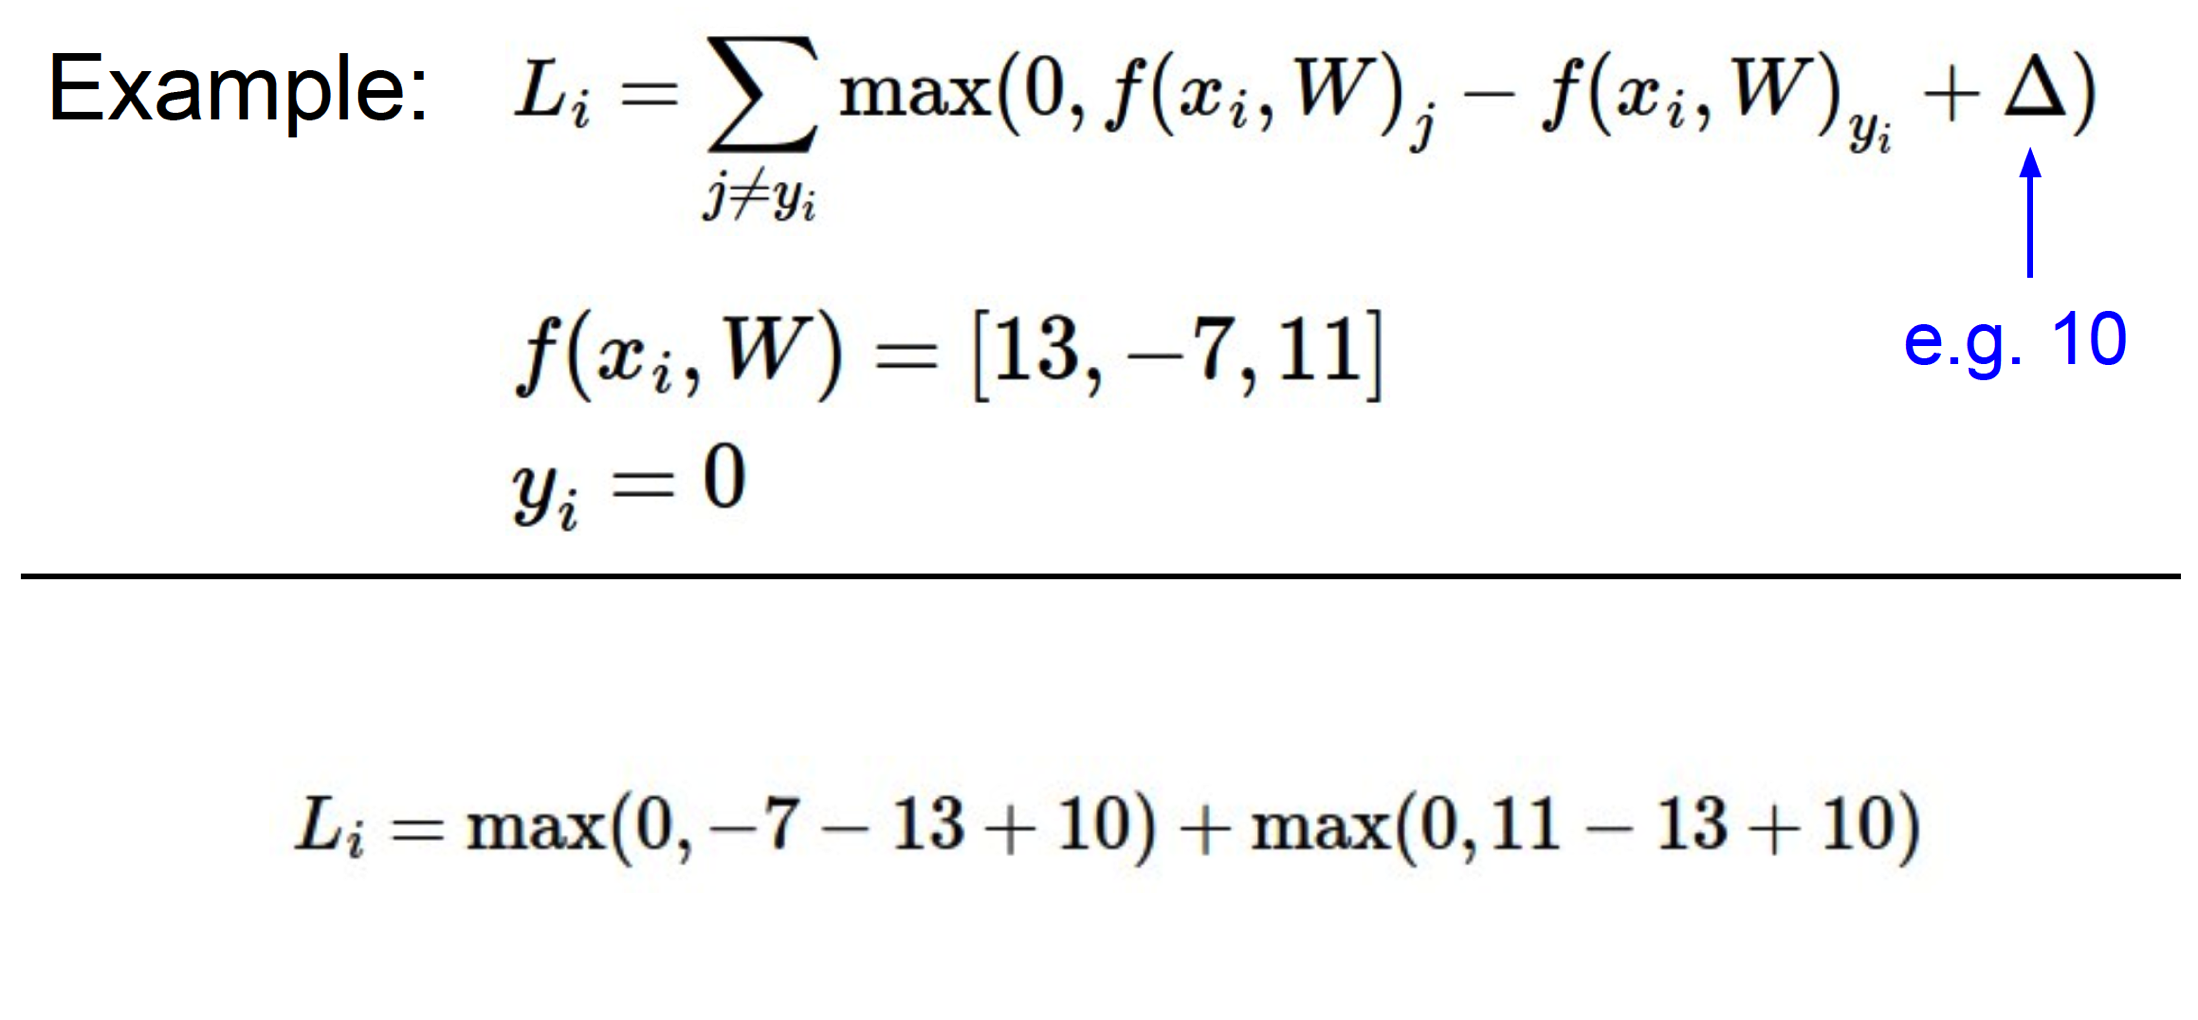 Example: L_i = ∑_{j≠y_i} max(0, f(x_i, W)_j − f(x_i, W)_{y_i} + Δ)
f(x_i, W) = [13, −7, 11]
e.g. 10
y_i = 0
L_i = max(0, −7 − 13 + 10) + max(0, 11 − 13 + 10)